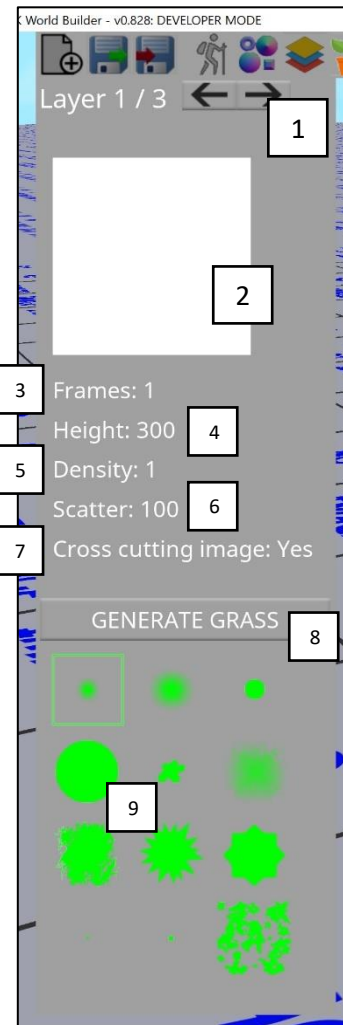 World Builder - v0.828: DEVELOPER MODE
Layer 1 / 3
1
2
3 Frames: 1
Height: 300 4
5 Density: 1
Scatter: 100 6
7 Cross cutting image: Yes
GENERATE GRASS 8
9